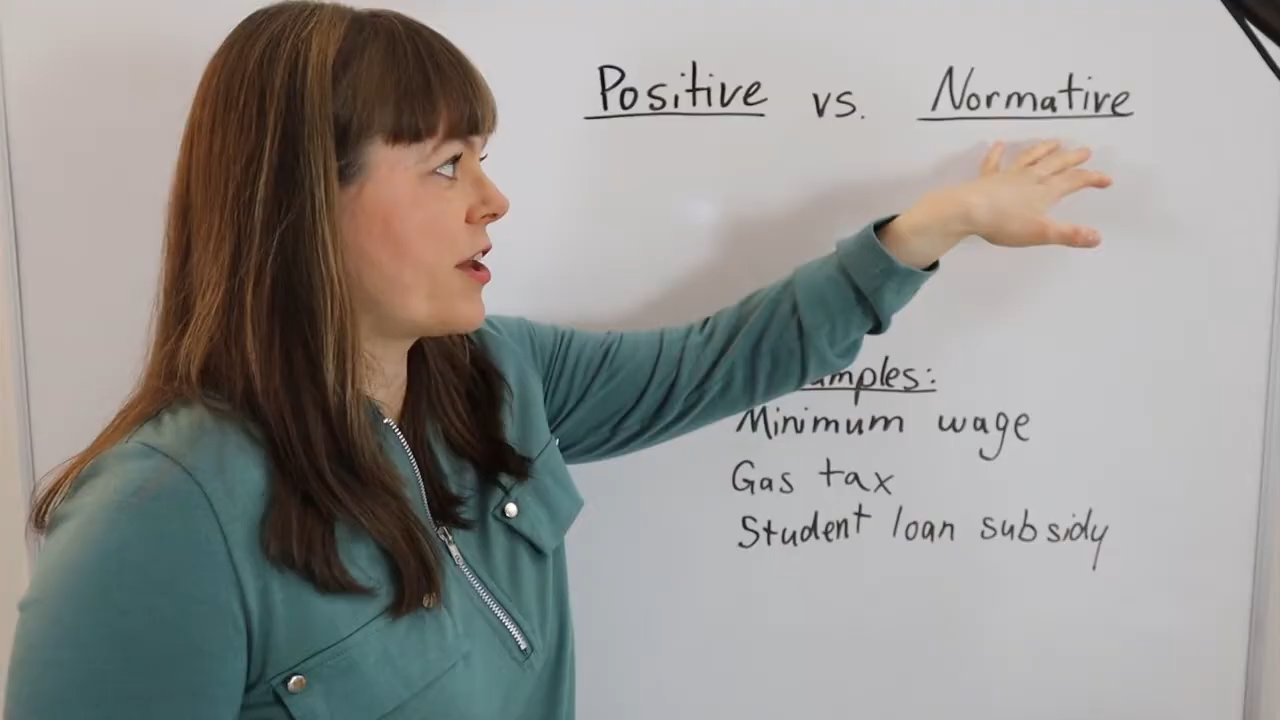 Positive vs. Normative
amples:
Minimum wage
Gas tax
Student loan subsidy